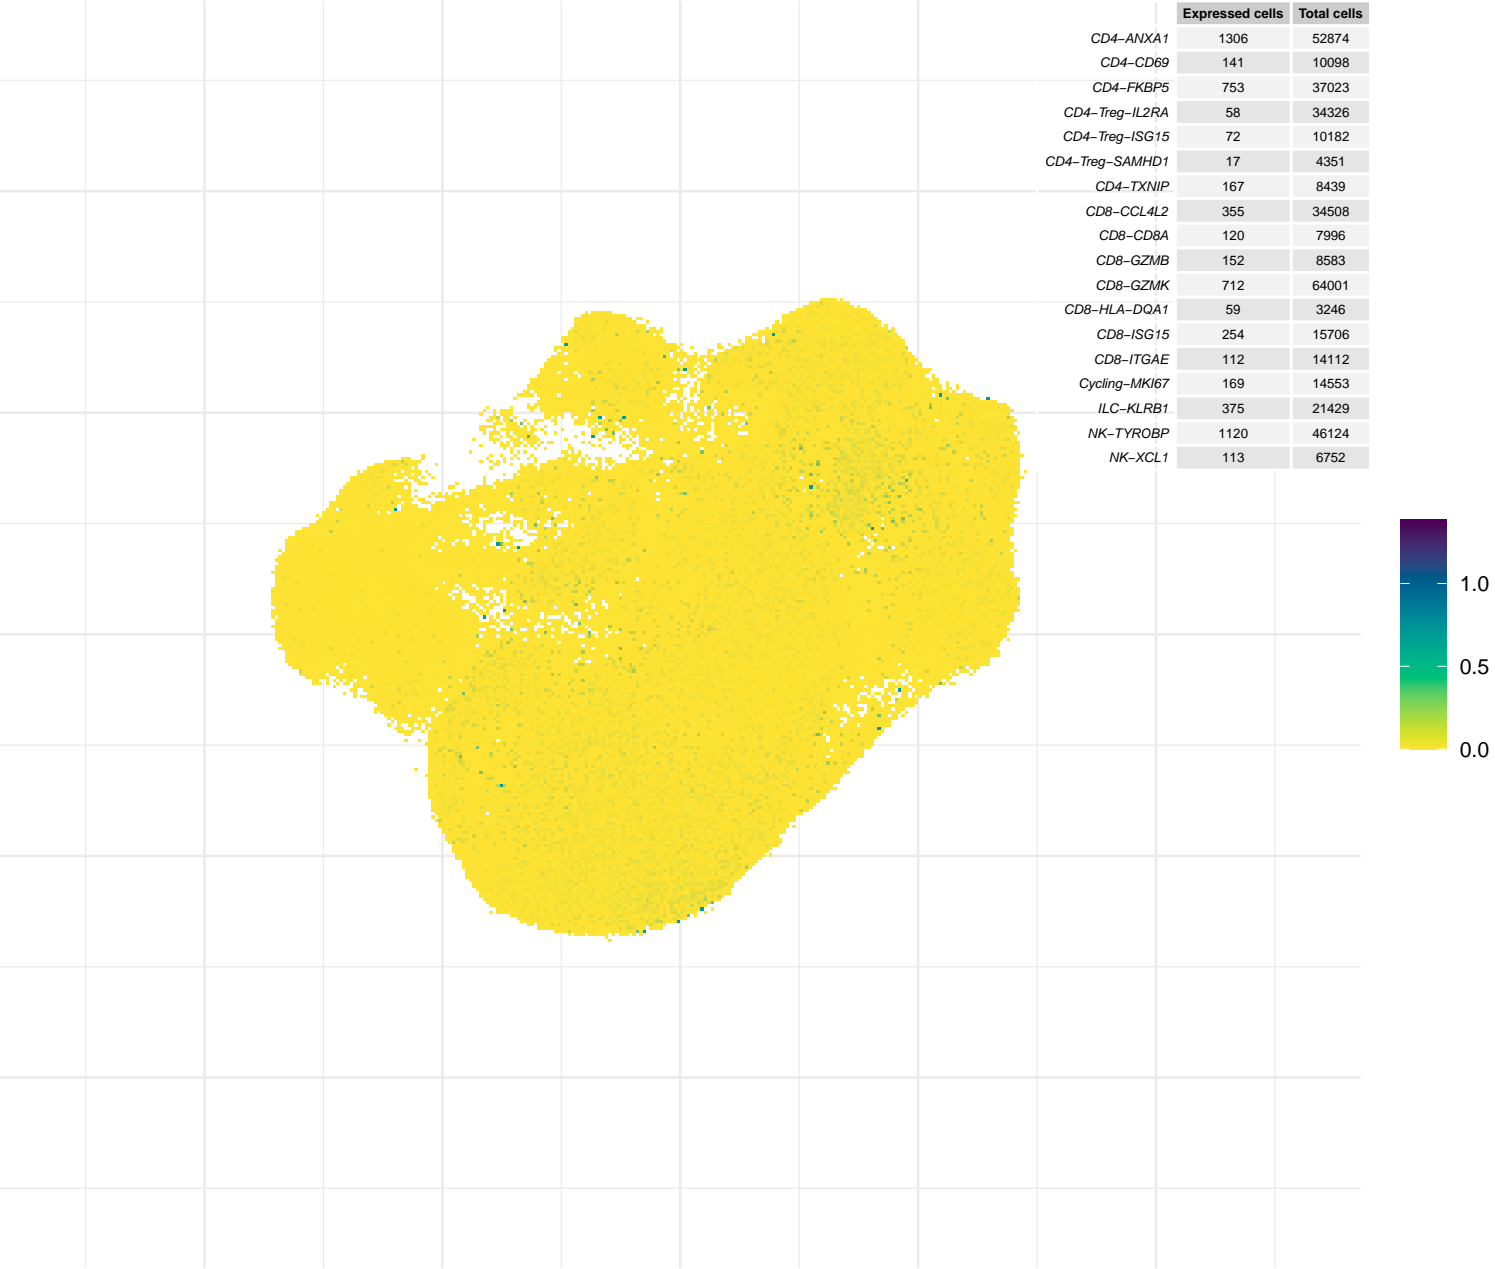 Expressed cells Total cells
CD4−ANXA1 1306 52874
CD4−CD69 141 10098
CD4−FKBP5 753 37023
CD4−Treg−IL2RA 58 34326
CD4−Treg−ISG15 72 10182
CD4−Treg−SAMHD1 17 4351
CD4−TXNIP 167 8439
CD8−CCL4L2 355 34508
CD8−CD8A 120 7996
CD8−GZMB 152 8583
CD8−GZMK 712 64001
CD8−HLA−DQA1 59 3246
CD8−ISG15 254 15706
CD8−ITGAE 112 14112
Cycling−MKI67 169 14553
ILC−KLRB1 375 21429
NK−TYROBP 1120 46124
NK−XCL1 113 6752
1.0
0.5
0.0